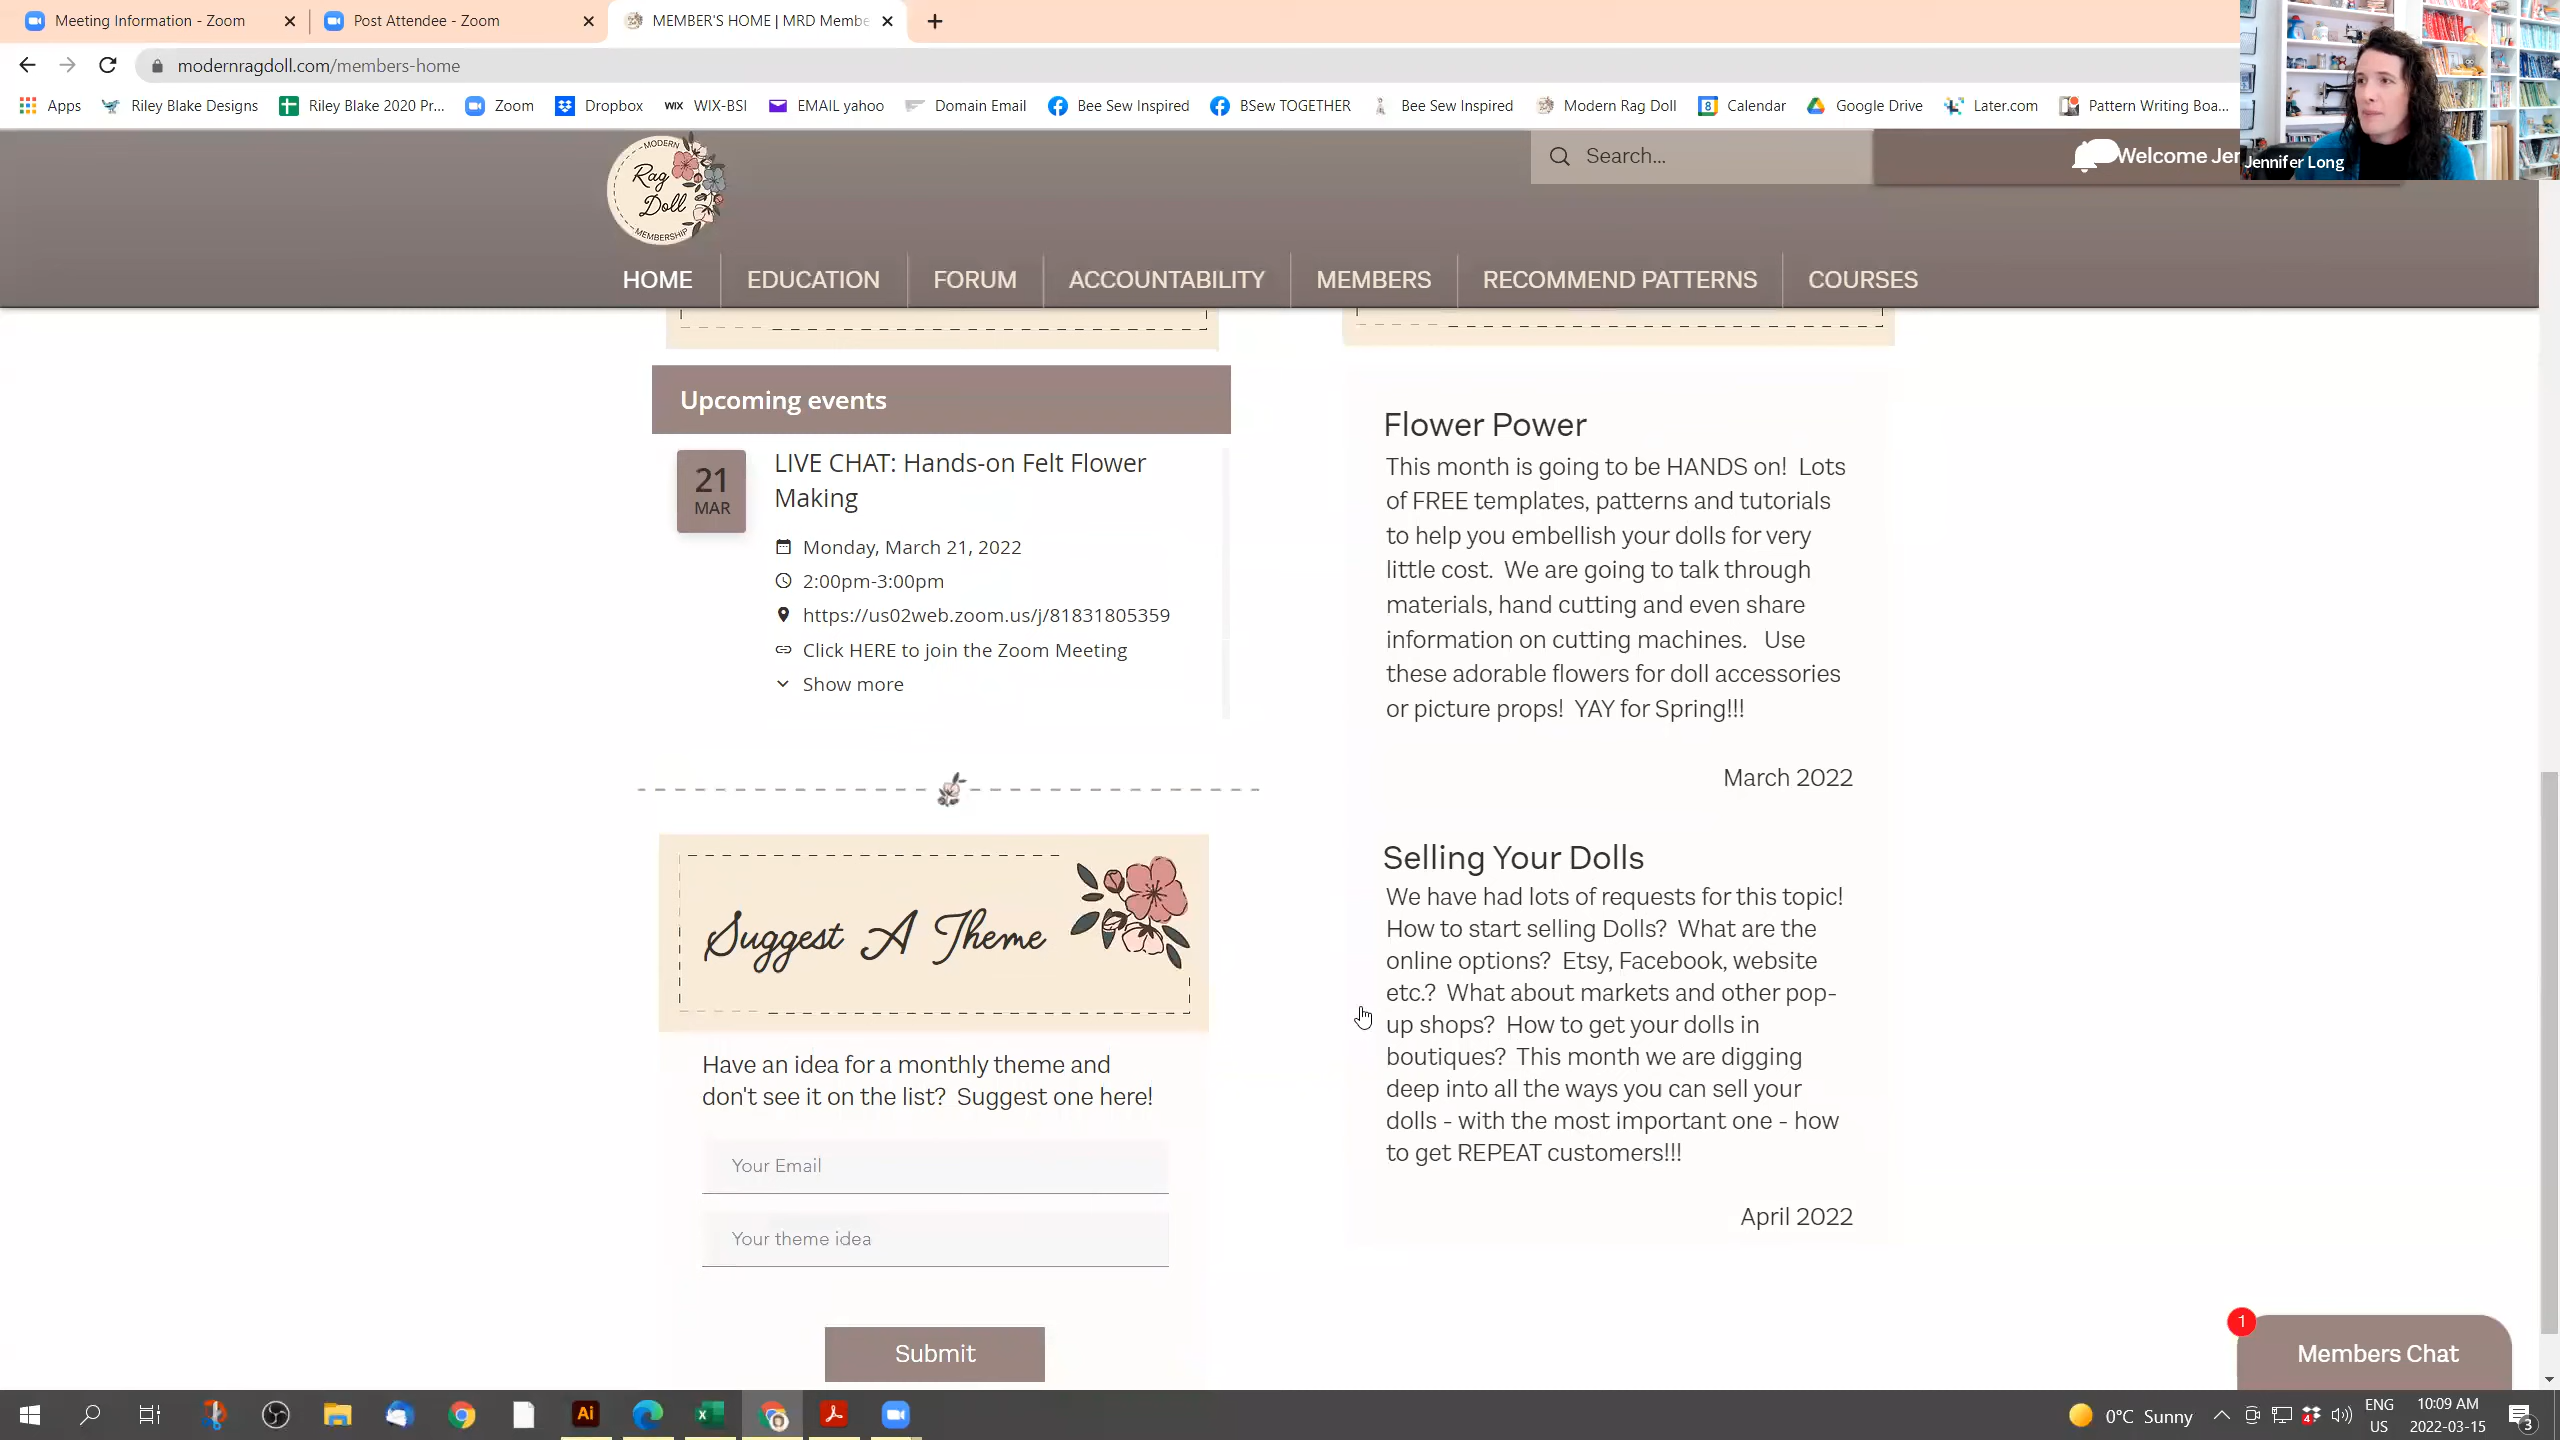 Meeting Information - Zoom
Post Attendee - Zoom
MEMBER'S HOME | MRD Membe
modernragdoll.com/members-home
Apps
Riley Blake Designs
Riley Blake 2020 Pr...
Zoom
Dropbox
WIX WIX-BSI
EMAIL yahoo
Domain Email
Bee Sew Inspired
BSew TOGETHER
Bee Sew Inspired
Modern Rag Doll
8 Calendar
Google Drive
Later.com
Pattern Writing Boa...
MODERN
Rag
Doll
MEMBERSHIP
Search...
Welcome Jen
Jennifer Long
HOME
EDUCATION
FORUM
ACCOUNTABILITY
MEMBERS
RECOMMEND PATTERNS
COURSES
Upcoming events
21
MAR
LIVE CHAT: Hands-on Felt Flower
Making
Monday, March 21, 2022
2:00pm-3:00pm
https://us02web.zoom.us/j/81831805359
Click HERE to join the Zoom Meeting
Show more
Suggest A Theme
Have an idea for a monthly theme and
don't see it on the list?  Suggest one here!
Your Email
Your theme idea
Submit
Flower Power
This month is going to be HANDS on!  Lots
of FREE templates, patterns and tutorials
to help you embellish your dolls for very
little cost.  We are going to talk through
materials, hand cutting and even share
information on cutting machines.   Use
these adorable flowers for doll accessories
or picture props!  YAY for Spring!!!
March 2022
Selling Your Dolls
We have had lots of requests for this topic!
How to start selling Dolls?  What are the
online options?  Etsy, Facebook, website
etc.?  What about markets and other pop-
up shops?  How to get your dolls in
boutiques?  This month we are digging
deep into all the ways you can sell your
dolls - with the most important one - how
to get REPEAT customers!!!
April 2022
1
Members Chat
Ai
0°C Sunny
4
ENG
US
10:09 AM
2022-03-15
3